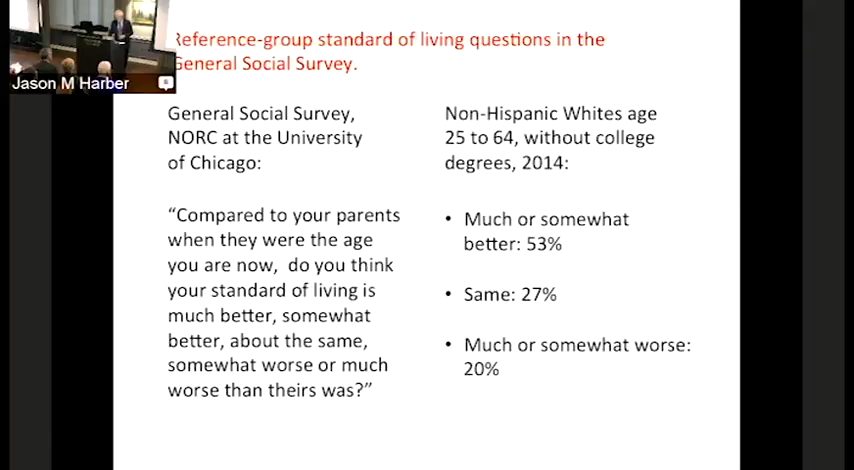 Reference-group standard of living questions in the
General Social Survey.
Jason M Harber
General Social Survey,
NORC at the University
of Chicago:
“Compared to your parents
when they were the age
you are now, do you think
your standard of living is
much better, somewhat
better, about the same,
somewhat worse or much
worse than theirs was?”
Non-Hispanic Whites age
25 to 64, without college
degrees, 2014:
• Much or somewhat
better: 53%
• Same: 27%
• Much or somewhat worse:
20%